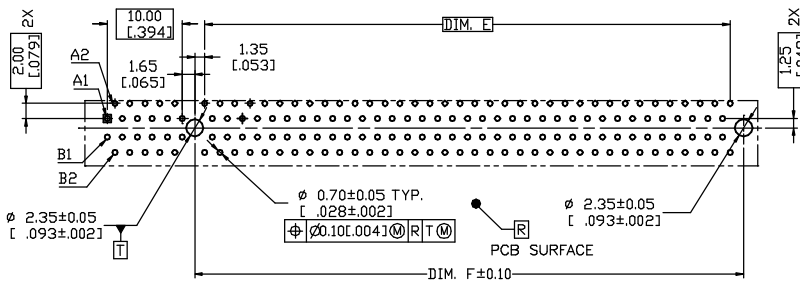 2X
10.00
[.394]
DIM. E
2X
2.00
[.079]
A2
A1
1.65
[.065]
1.35
[.053]
1.25
B1
B2
Ø 0.70±0.05 TYP.
[ .028±.002]
Ø 2.35±0.05
[ .093±.002]
Ø 2.35±0.05
[ .093±.002]
⌖ Ø0.10[.004]Ⓜ R TⓂ
R
T
PCB SURFACE
DIM. F±0.10